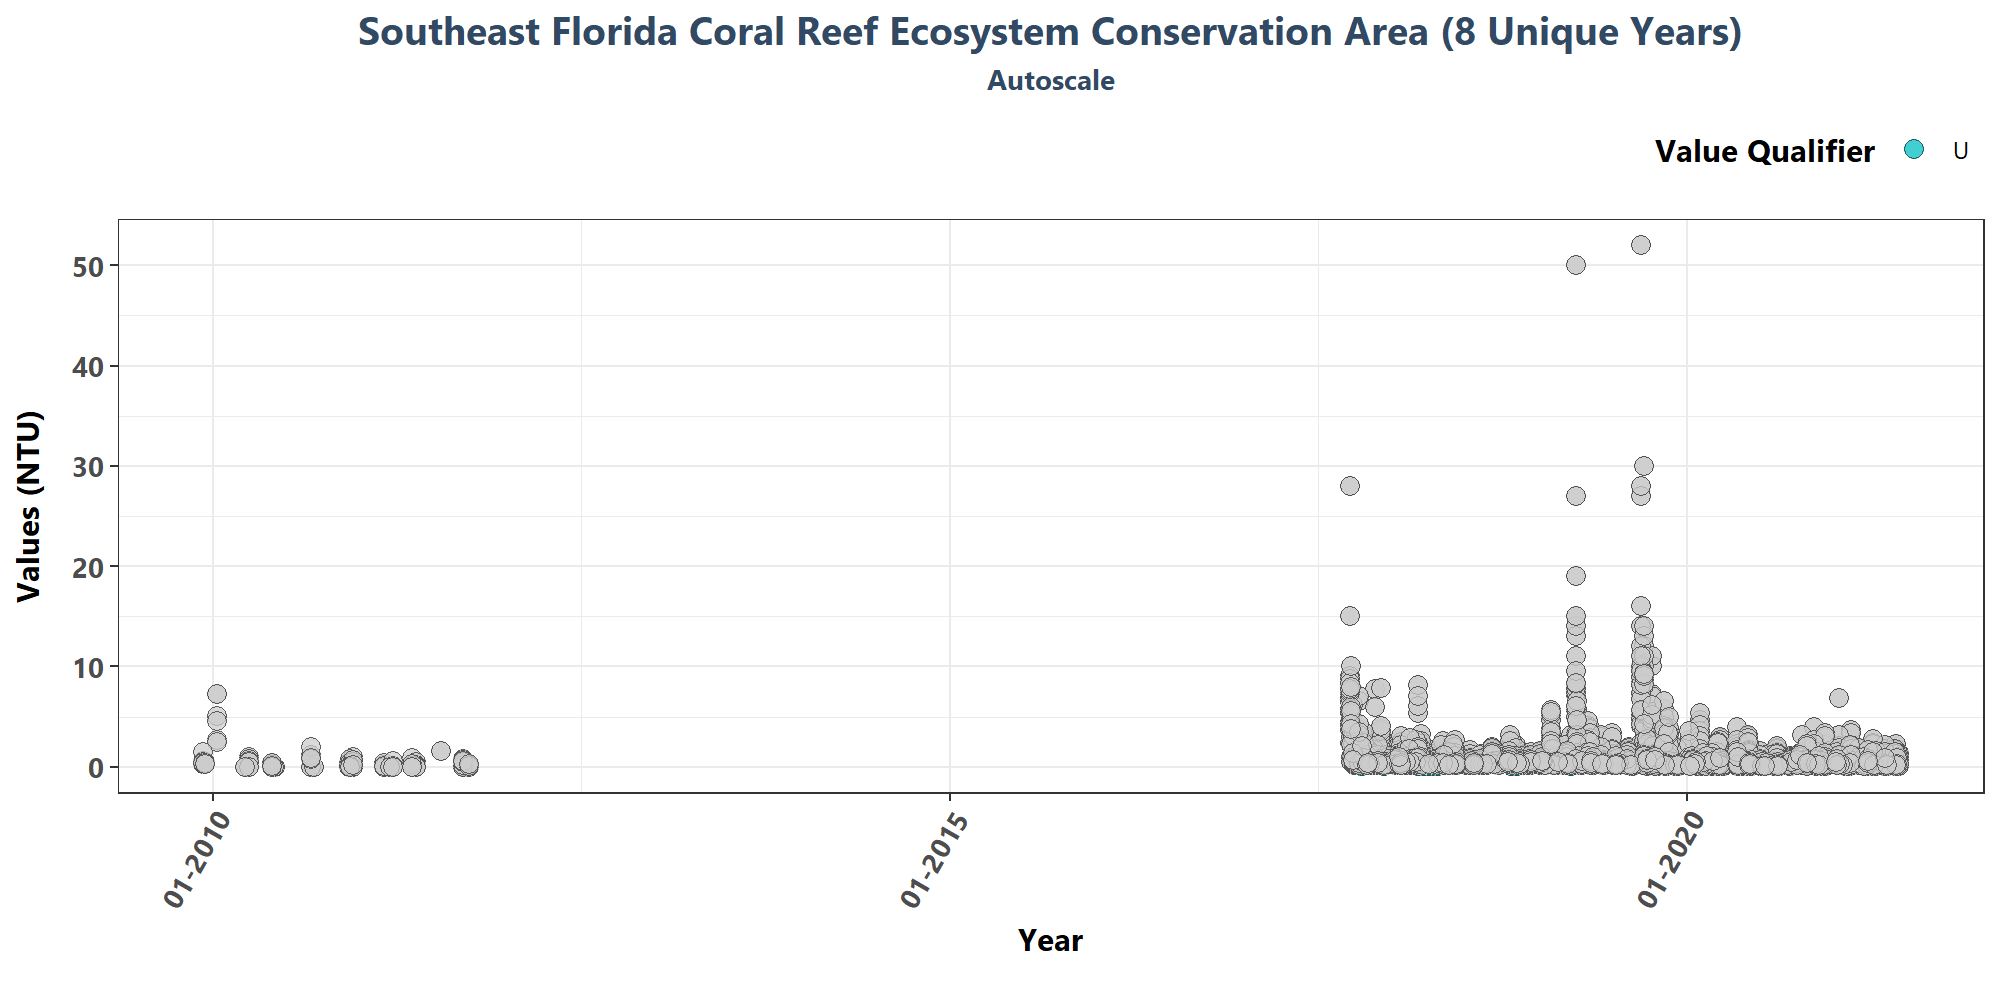 Southeast Florida Coral Reef Ecosystem Conservation Area (8 Unique Years)
Autoscale
Value Qualifier U
Values (NTU)
50
40
30
20
10
0
01-2010 01-2015 01-2020
Year